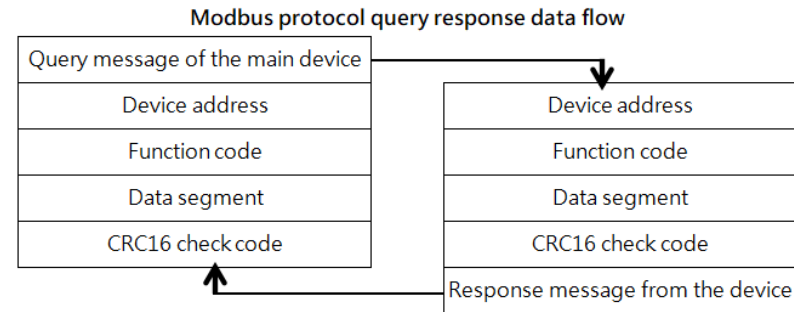 Modbus protocol query response data flow
Query message of the main device
Device address
Function code
Data segment
CRC16 check code
Device address
Function code
Data segment
CRC16 check code
Response message from the device